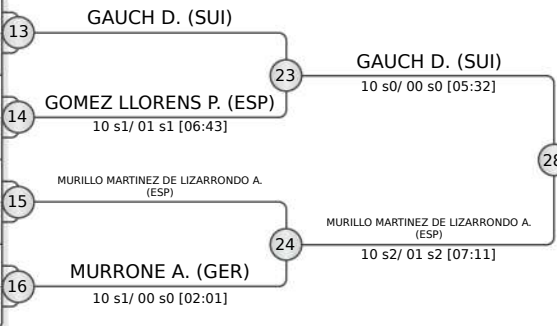 GAUCH D. (SUI)
13
23
GAUCH D. (SUI)
10 s0/ 00 s0 [05:32]
GOMEZ LLORENS P. (ESP)
14
10 s1/ 01 s1 [06:43]
28
MURILLO MARTINEZ DE LIZARRONDO A.
(ESP)
15
24
MURILLO MARTINEZ DE LIZARRONDO A.
(ESP)
10 s2/ 01 s2 [07:11]
MURRONE A. (GER)
16
10 s1/ 00 s0 [02:01]